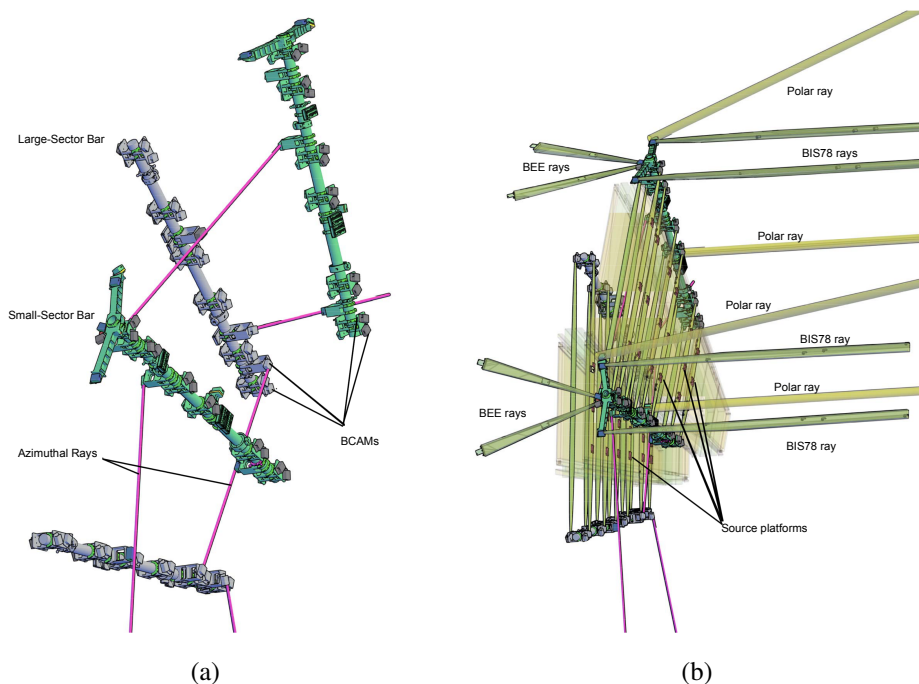 Large-Sector Bar
Small-Sector Bar
Azimuthal Rays
BCAMs
(a)
Polar ray
BIS78 rays
BEE rays
Polar ray
Polar ray
BIS78 ray
Polar ray
BEE rays
BIS78 ray
Source platforms
(b)